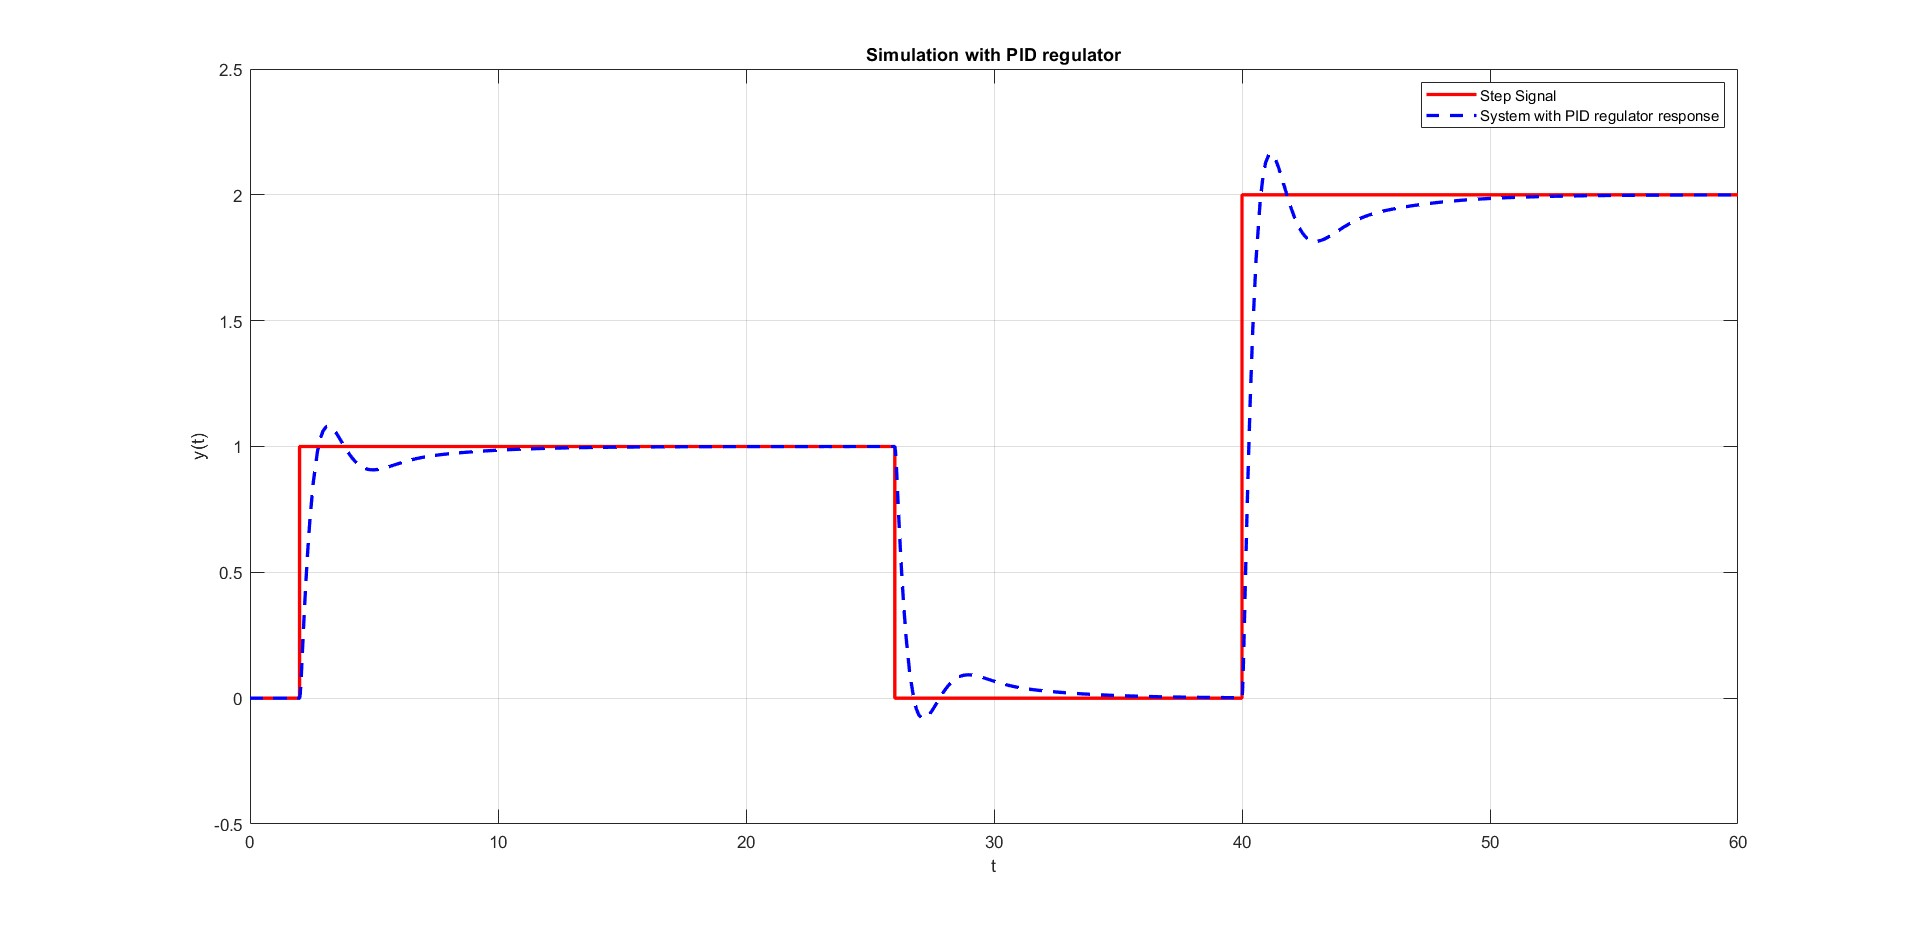 Simulation with PID regulator
Step Signal
System with PID regulator response
2.5
2
1.5
1
0.5
0
-0.5
y(t)
0 10 20 30 40 50 60
t